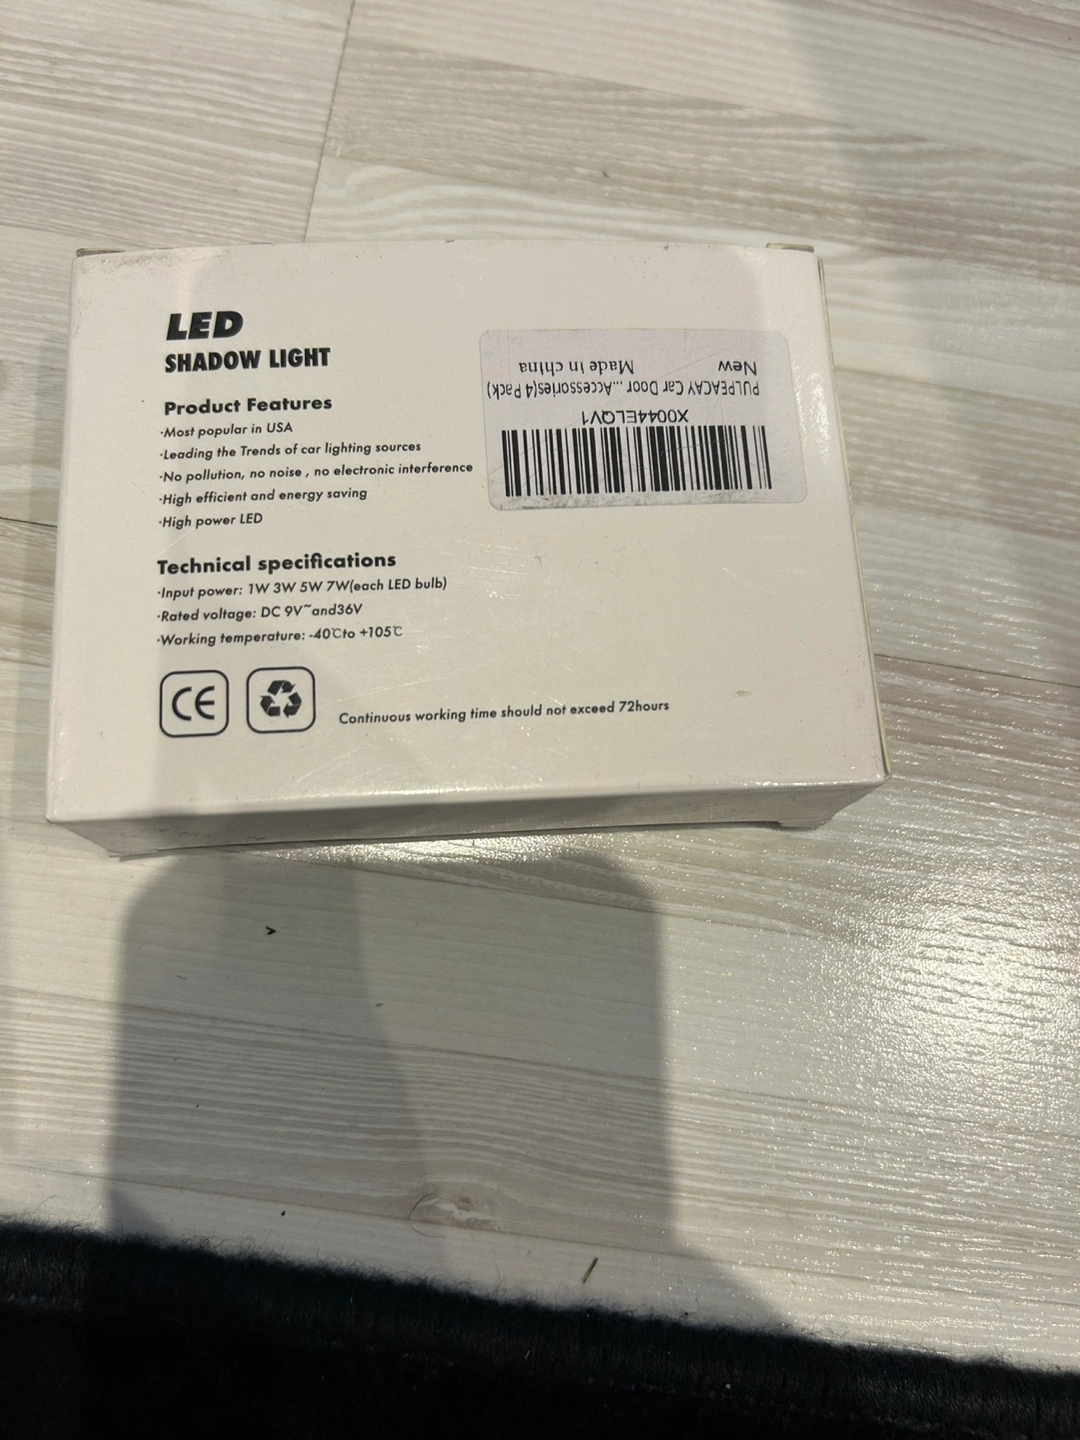 LED
SHADOW LIGHT
Product Features
·Most popular in USA
·Leading the Trends of car lighting sources
·No pollution, no noise , no electronic interference
·High efficient and energy saving
·High power LED
Technical specifications
·Input power: 1W 3W 5W 7W(each LED bulb)
·Rated voltage: DC 9V~and36V
·Working temperature: -40℃to +105℃
CE
Continuous working time should not exceed 72hours
X0044ELQV1
PULPEACAY Car Door ...Accessories(4 Pack)
New Made in china